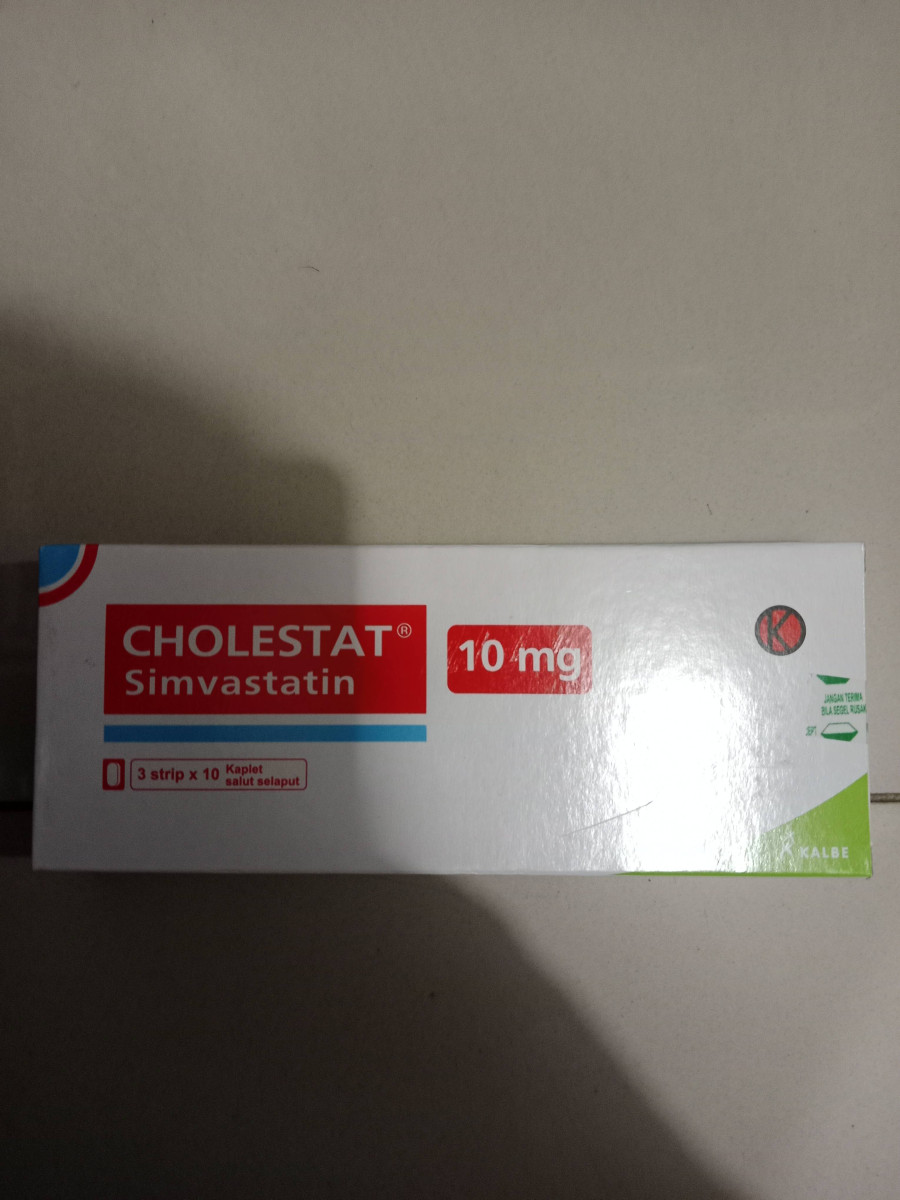 CHOLESTAT®
Simvastatin
10 mg
3 strip x 10 Kaplet
salut selaput
K
JANGAN TERIMA
BILA SEGEL RUSAK
KALBE